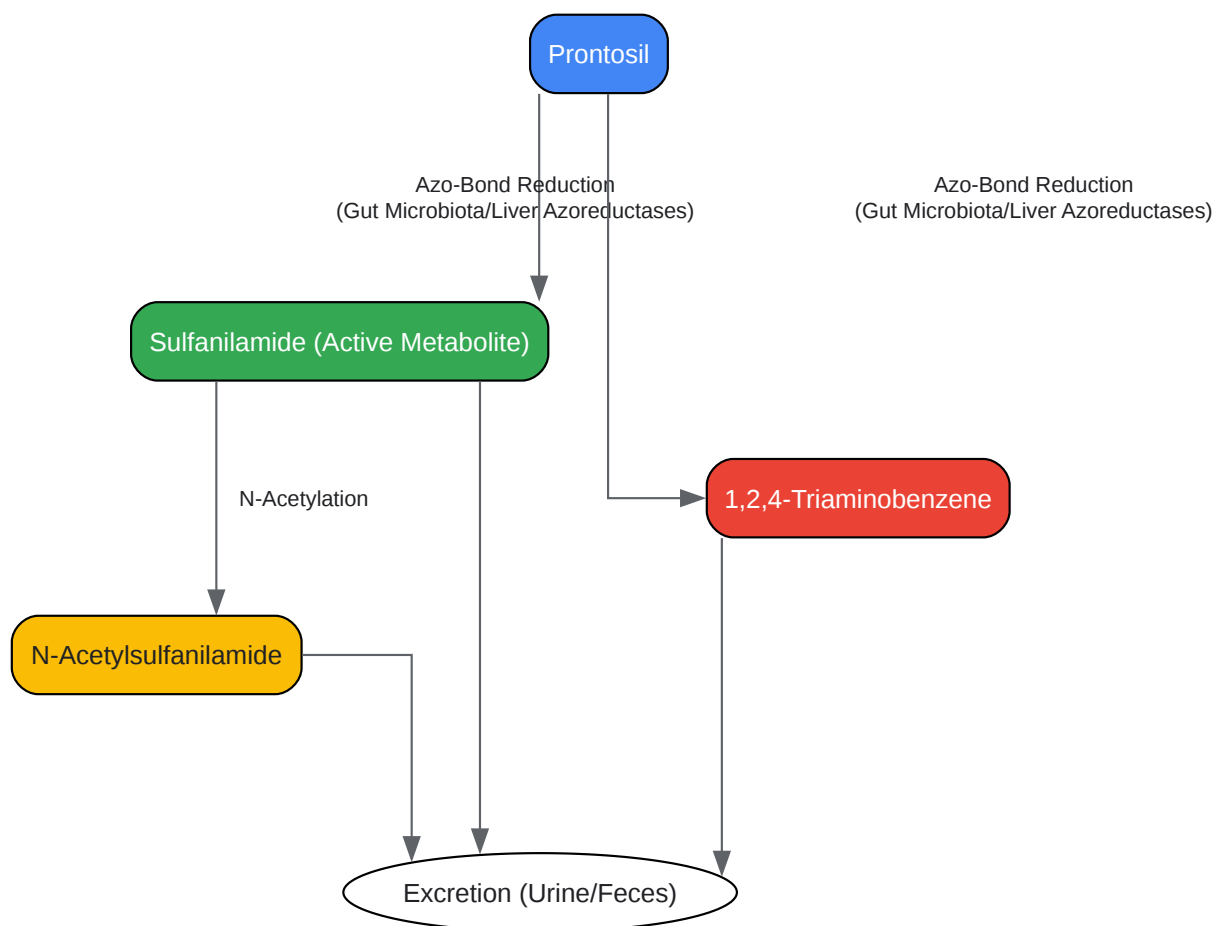 Prontosil
Azo-Bond Reduction
(Gut Microbiota/Liver Azoreductases)
Azo-Bond Reduction
(Gut Microbiota/Liver Azoreductases)
Sulfanilamide (Active Metabolite)
N-Acetylation
1,2,4-Triaminobenzene
N-Acetylsulfanilamide
Excretion (Urine/Feces)